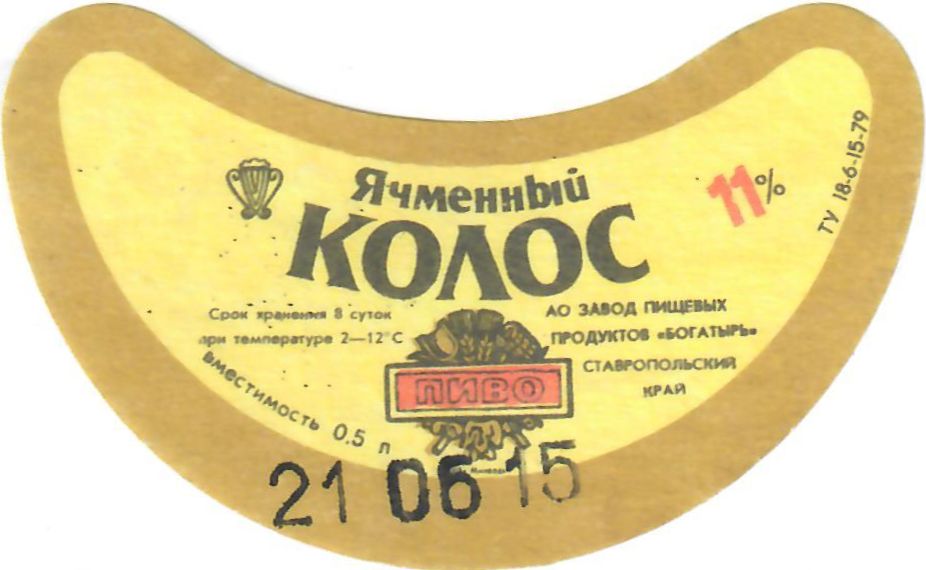 Ячменный
КОЛОС
11%
ТУ 18-6-15-79
Срок хранения 8 суток
при температуре 2—12°С
вместимость 0.5 л
АО ЗАВОД ПИЩЕВЫХ
ПРОДУКТОВ «БОГАТЫРЬ»
СТАВРОПОЛЬСКИЙ
КРАЙ
ПИВО
21 06 15